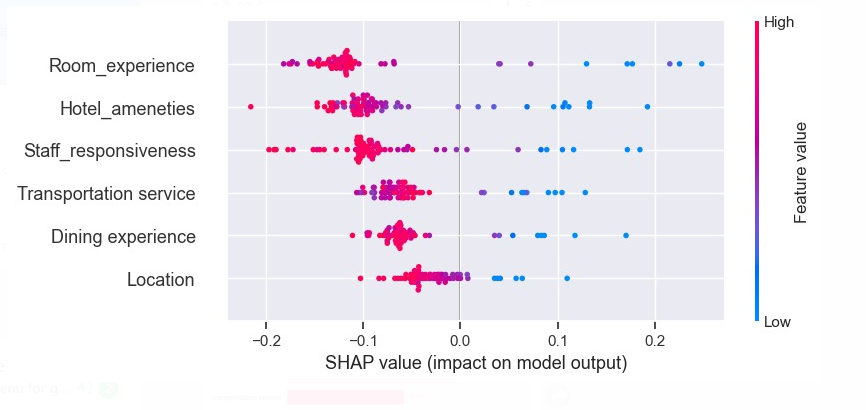 High
Room_experience
Hotel_ameneties
Staff_responsiveness
Transportation service
Dining experience
Location
Feature value
Low
−0.2 −0.1 0.0 0.1 0.2
SHAP value (impact on model output)